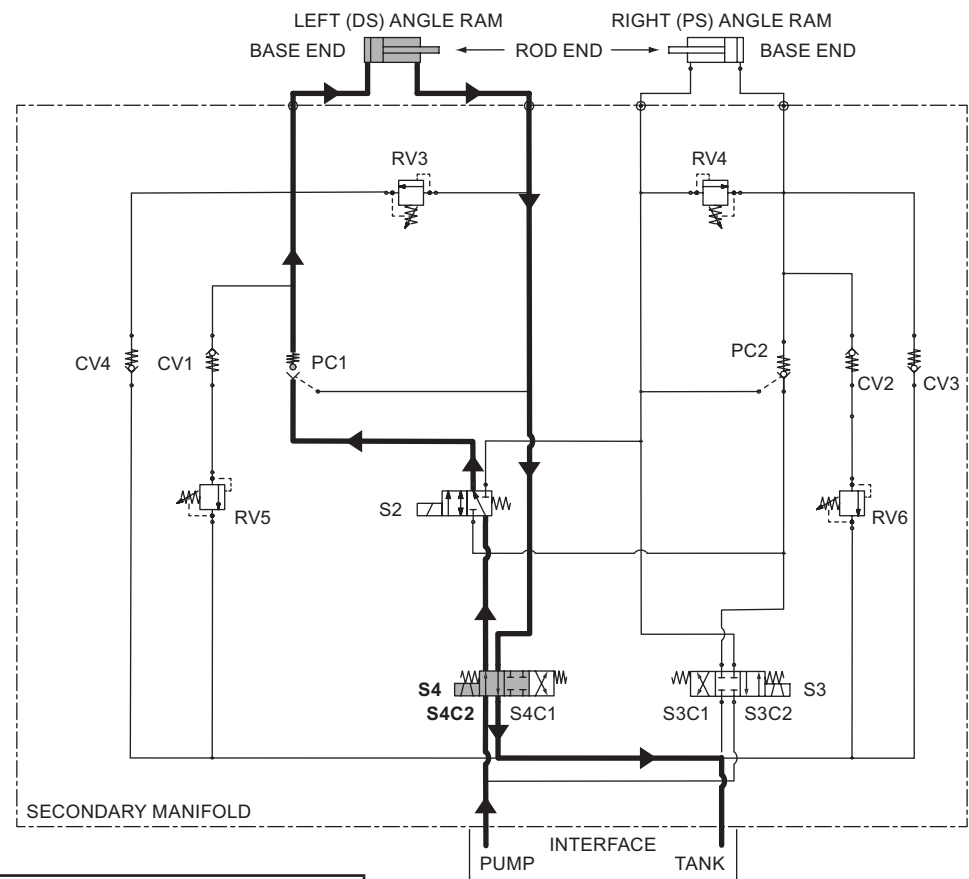 LEFT (DS) ANGLE RAM
RIGHT (PS) ANGLE RAM
BASE END
ROD END
BASE END
RV3
RV4
CV4
CV1
PC1
PC2
CV2
CV3
S2
RV5
RV6
S4
S4C2
S4C1
S3C1
S3C2
S3
SECONDARY MANIFOLD
INTERFACE
PUMP
TANK